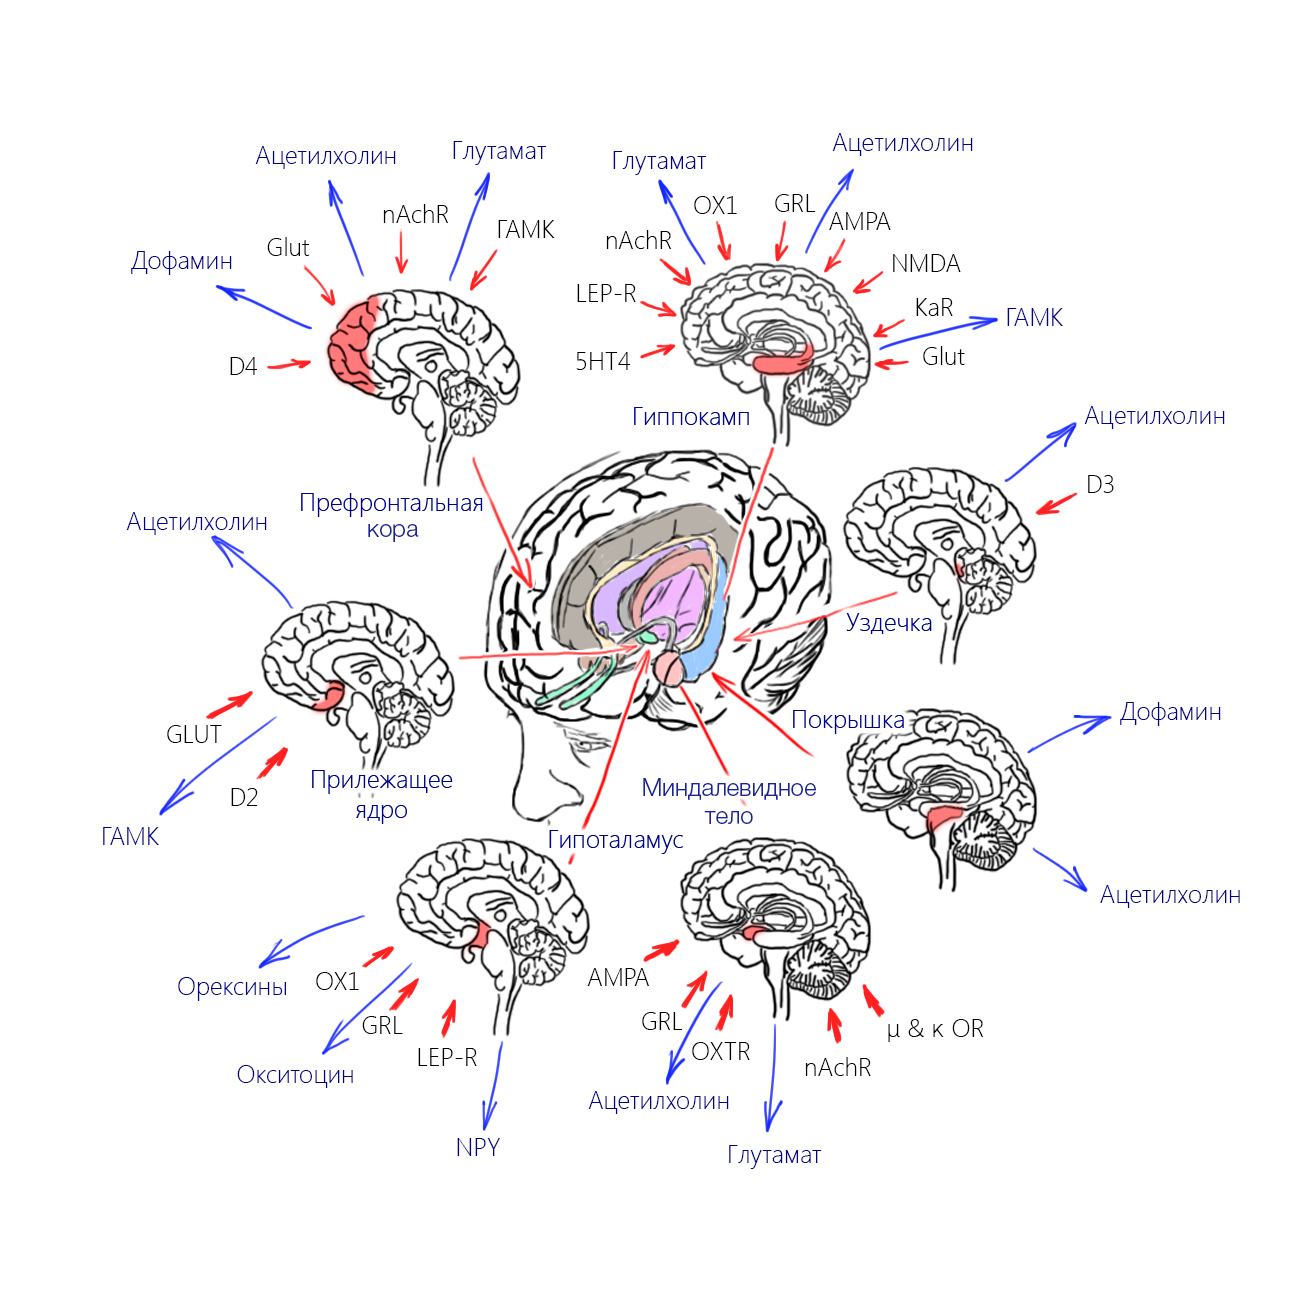 Ацетилхолин
Глутамат
nAchR
ГАМК
Glut
Дофамин
D4
Префронтальная
кора
Глутамат
Ацетилхолин
OX1
GRL
AMPA
nAchR
NMDA
LEP-R
KaR
ГАМК
5HT4
Glut
Гиппокамп
Ацетилхолин
D3
Уздечка
Ацетилхолин
GLUT
D2
ГАМК
Прилежащее
ядро
Покрышка
Дофамин
Ацетилхолин
Миндалевидное
тело
Гипоталамус
Орексины
OX1
GRL
LEP-R
Окситоцин
NPY
AMPA
GRL
OXTR
nAchR
µ & κ OR
Ацетилхолин
Глутамат